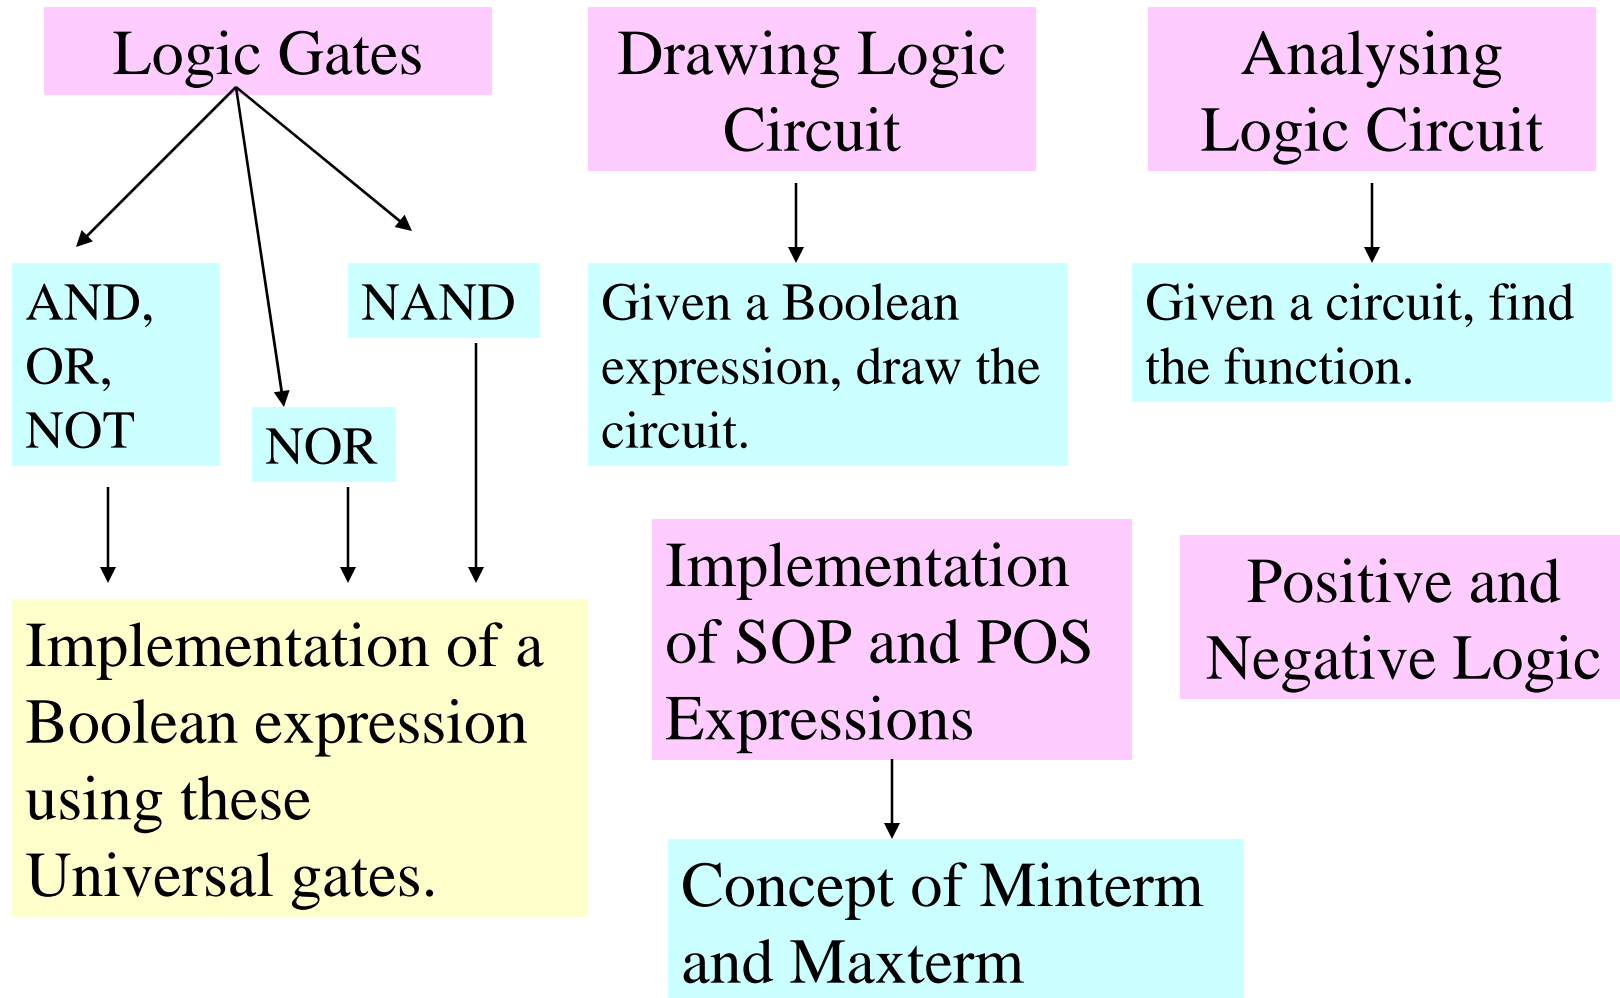 Logic Gates
Drawing Logic
Circuit
Analysing
Logic Circuit
AND,
OR,
NOT
NOR
NAND
Given a Boolean
expression, draw the
circuit.
Given a circuit, find
the function.
Implementation of a
Boolean expression
using these
Universal gates.
Implementation
of SOP and POS
Expressions
Positive and
Negative Logic
Concept of Minterm
and Maxterm